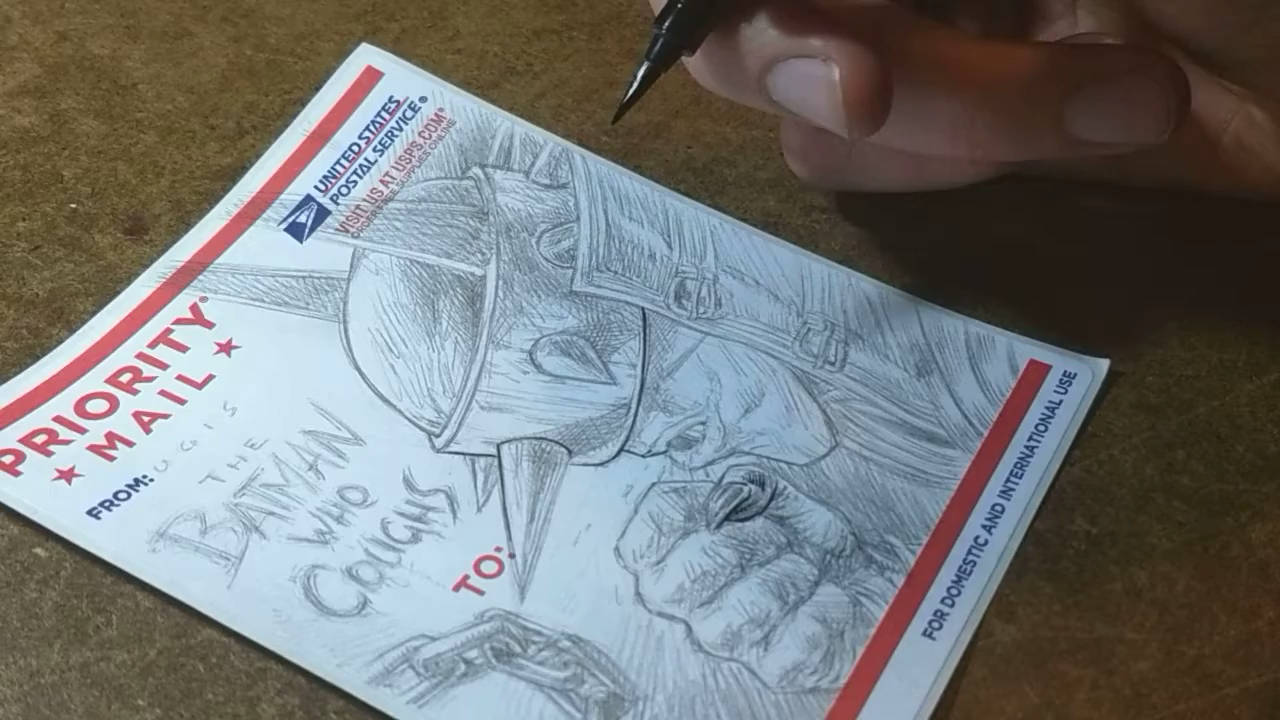 UNITED STATES
POSTAL SERVICE®
VISIT US AT USPS.COM®
PRIORITY®
★ MAIL ★
FROM:
THE
BATMAN
WHO
COUGHS
TO:
FOR DOMESTIC AND INTERNATIONAL USE